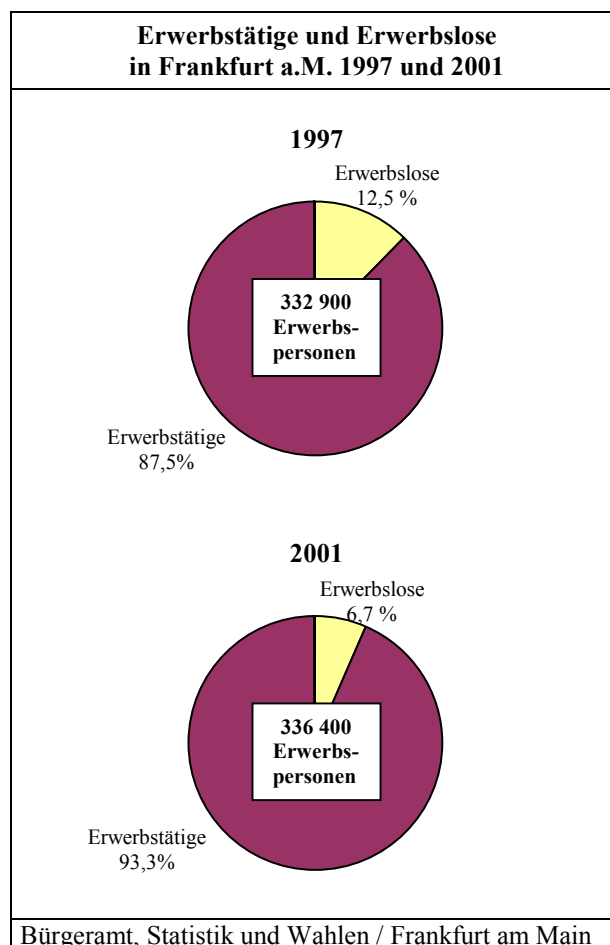 Erwerbstätige und Erwerbslose
in Frankfurt a.M. 1997 und 2001
1997
Erwerbslose
12,5 %
332 900
Erwerbs-
personen
Erwerbstätige
87,5%
2001
Erwerbslose
6,7 %
336 400
Erwerbs-
personen
Erwerbstätige
93,3%
Bürgeramt, Statistik und Wahlen / Frankfurt am Main